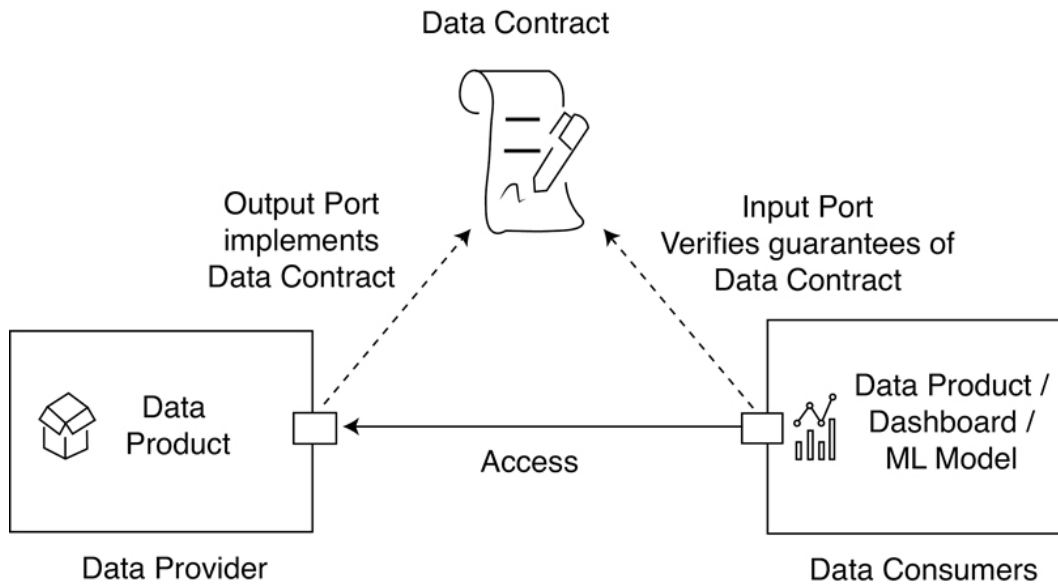 Data Contract
Output Port
implements
Data Contract
Input Port
Verifies guarantees of
Data Contract
Data
Product
Access
Data Product /
Dashboard /
ML Model
Data Provider
Data Consumers